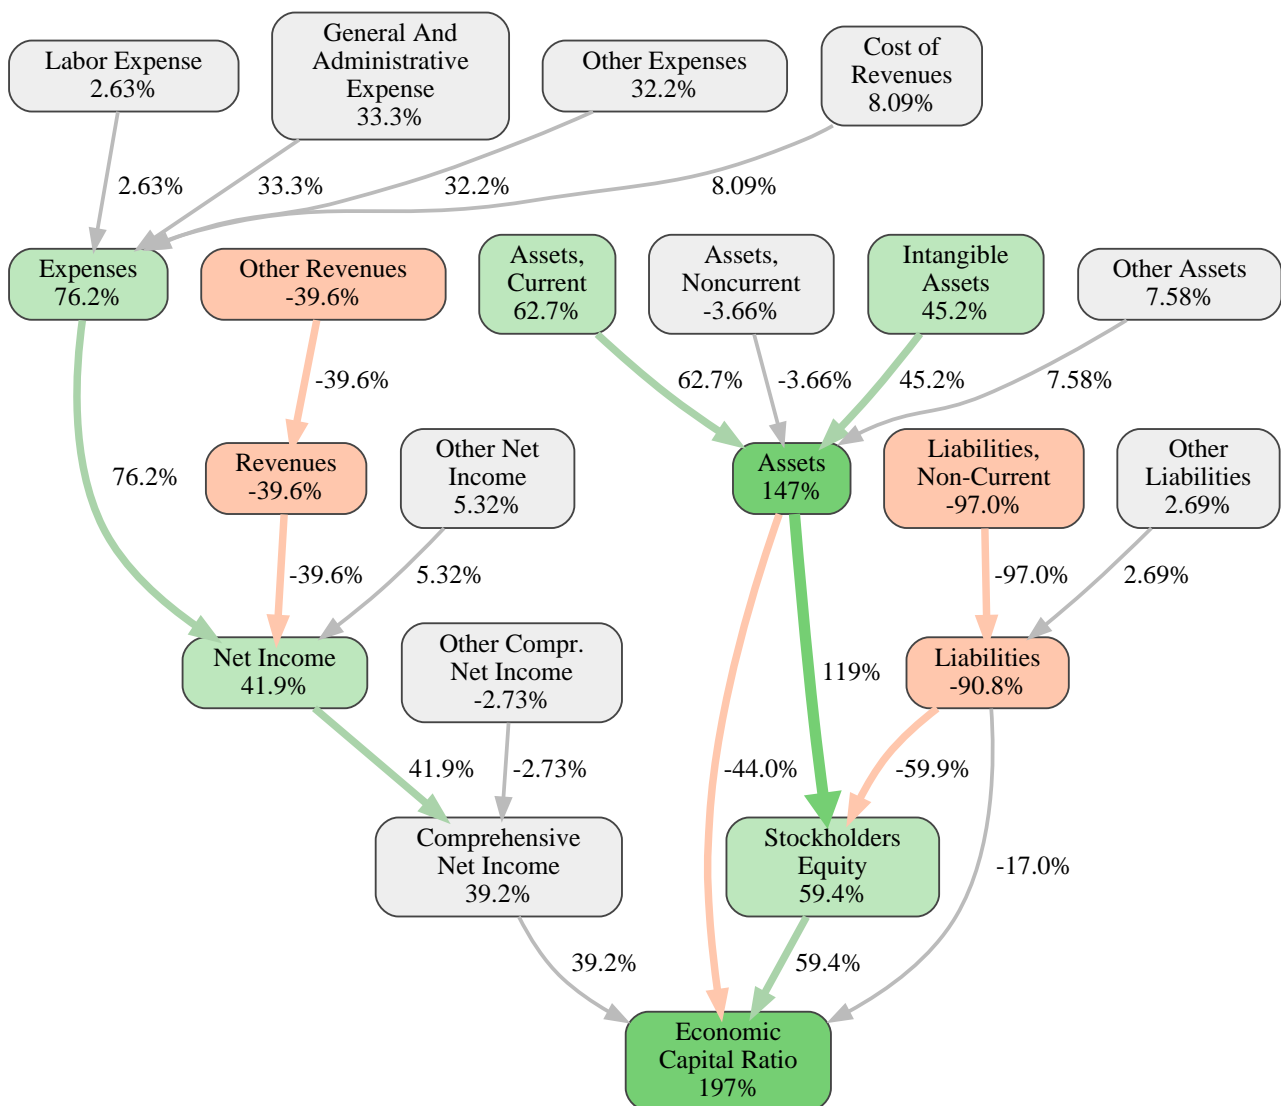 Labor Expense
2.63%
General And
Administrative
Expense
33.3%
Other Expenses
32.2%
Cost of
Revenues
8.09%
2.63%
33.3%
32.2%
8.09%
Expenses
76.2%
Other Revenues
-39.6%
Assets,
Current
62.7%
Assets,
Noncurrent
-3.66%
Intangible
Assets
45.2%
Other Assets
7.58%
-39.6%
62.7%
-3.66%
45.2%
7.58%
76.2%
Revenues
-39.6%
Other Net
Income
5.32%
Assets
147%
Liabilities,
Non-Current
-97.0%
Other
Liabilities
2.69%
-39.6%
5.32%
-97.0%
2.69%
Net Income
41.9%
Other Compr.
Net Income
-2.73%
119%
Liabilities
-90.8%
41.9%
-2.73%
-44.0%
-59.9%
Comprehensive
Net Income
39.2%
Stockholders
Equity
59.4%
-17.0%
39.2%
59.4%
Economic
Capital Ratio
197%